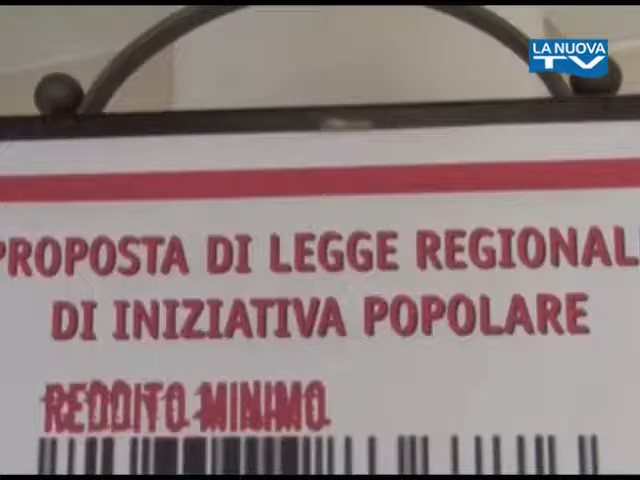 LA NUOVA
TV
PROPOSTA DI LEGGE REGIONAL
DI INIZIATIVA POPOLARE
REDDITO MINIMO